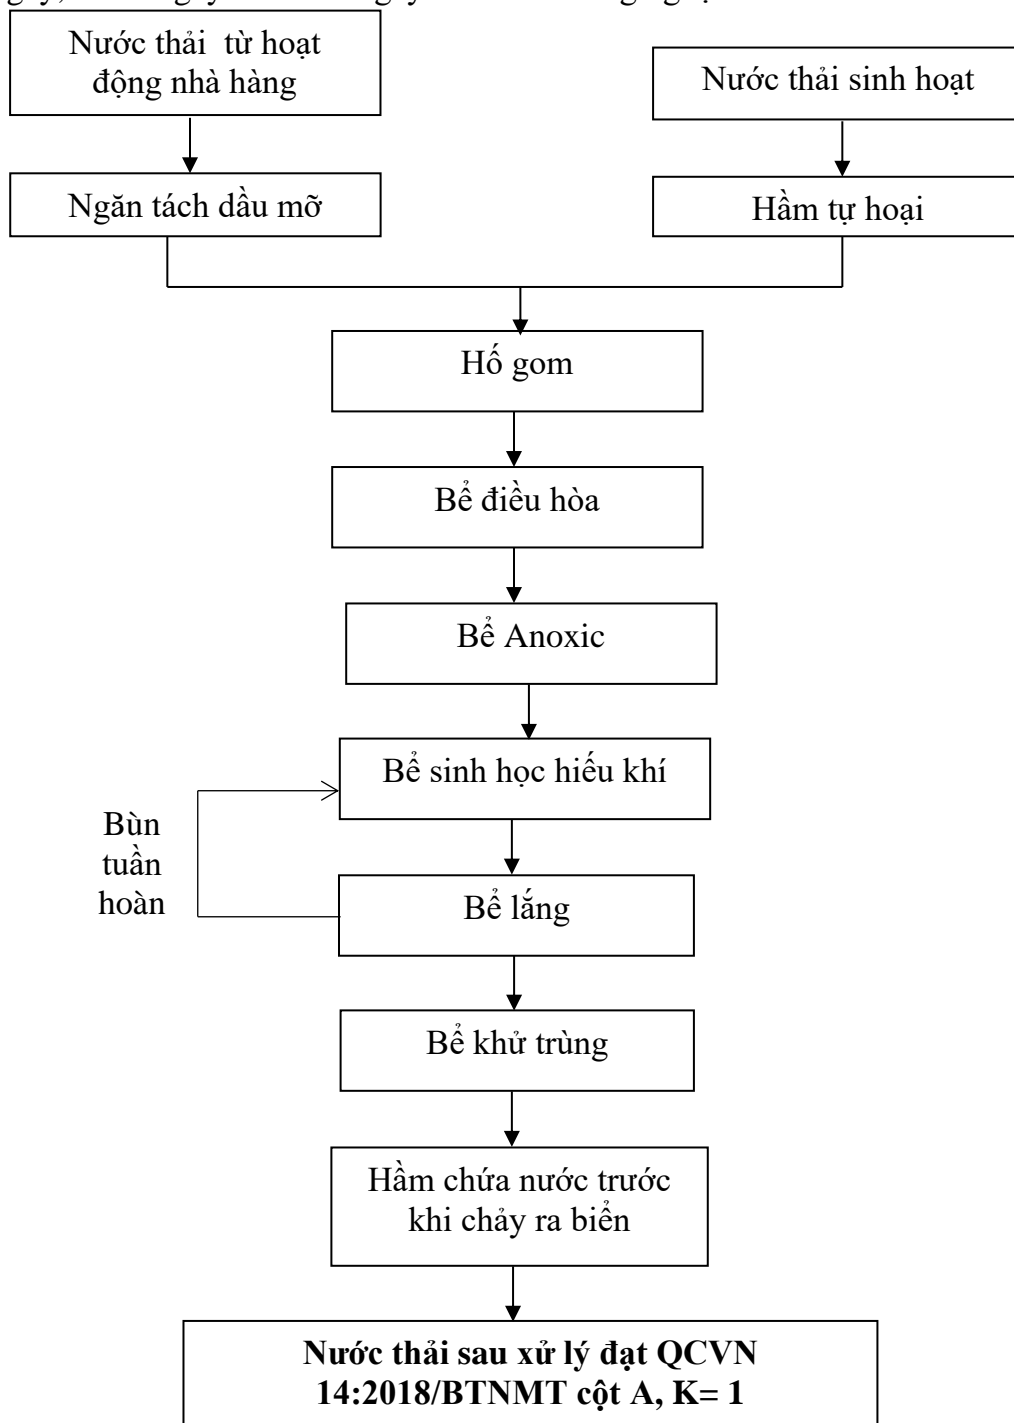 Nước thải từ hoạt
động nhà hàng
Nước thải sinh hoạt
Ngăn tách dầu mỡ
Hầm tự hoại
Hố gom
Bể điều hòa
Bể Anoxic
Bể sinh học hiếu khí
Bùn
tuần
hoàn
Bể lắng
Bể khử trùng
Hầm chứa nước trước
khi chảy ra biển
Nước thải sau xử lý đạt QCVN
14:2018/BTNMT cột A, K= 1